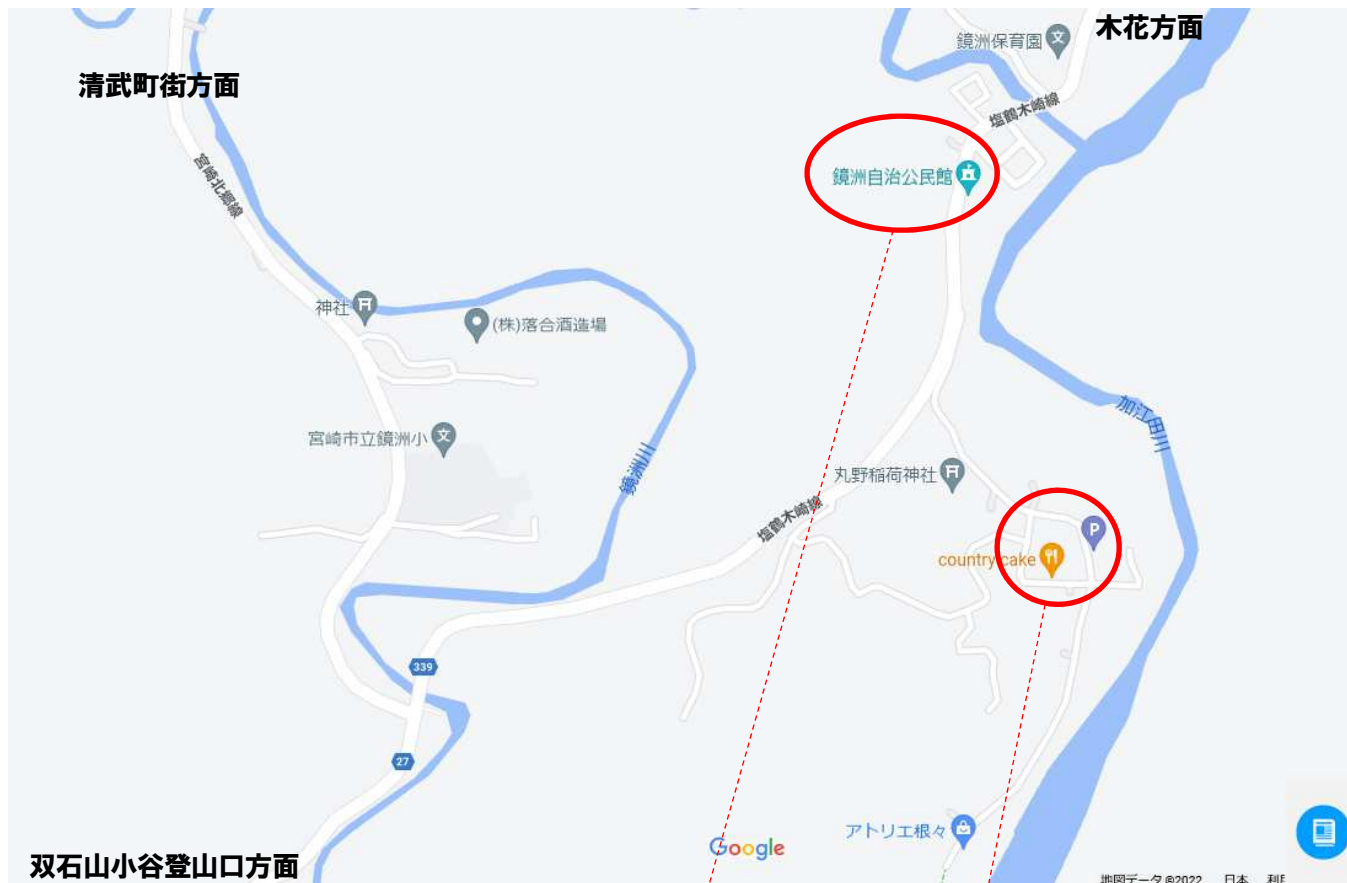 木花方面
鏡洲保育園
清武町街方面
塩鶴木崎線
宮崎北郷線
鏡洲自治公民館
神社
(株)落合酒造場
加江田川
宮崎市立鏡洲小
鏡洲川
丸野稲荷神社
塩鶴木崎線
P
country cake
339
27
アトリエ根々
Google
双石山小谷登山口方面
地図データ ©2022 日本